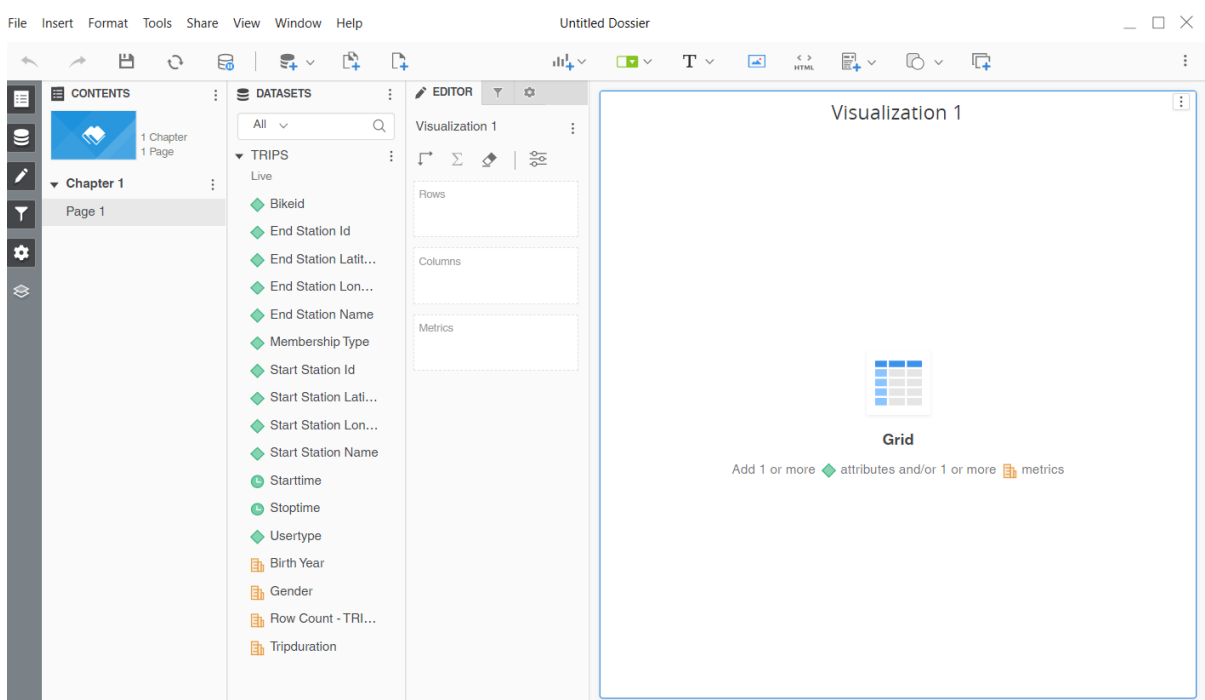 File Insert Format Tools Share View Window Help
Untitled Dossier
T
< >
HTML
CONTENTS
1 Chapter
1 Page
Chapter 1
Page 1
DATASETS
All
TRIPS
Live
Bikeid
End Station Id
End Station Latit...
End Station Lon...
End Station Name
Membership Type
Start Station Id
Start Station Lati...
Start Station Lon...
Start Station Name
Starttime
Stoptime
Usertype
Birth Year
Gender
Row Count - TRI...
Tripduration
EDITOR
Visualization 1
Σ
Rows
Columns
Metrics
Visualization 1
Grid
Add 1 or more attributes and/or 1 or more metrics